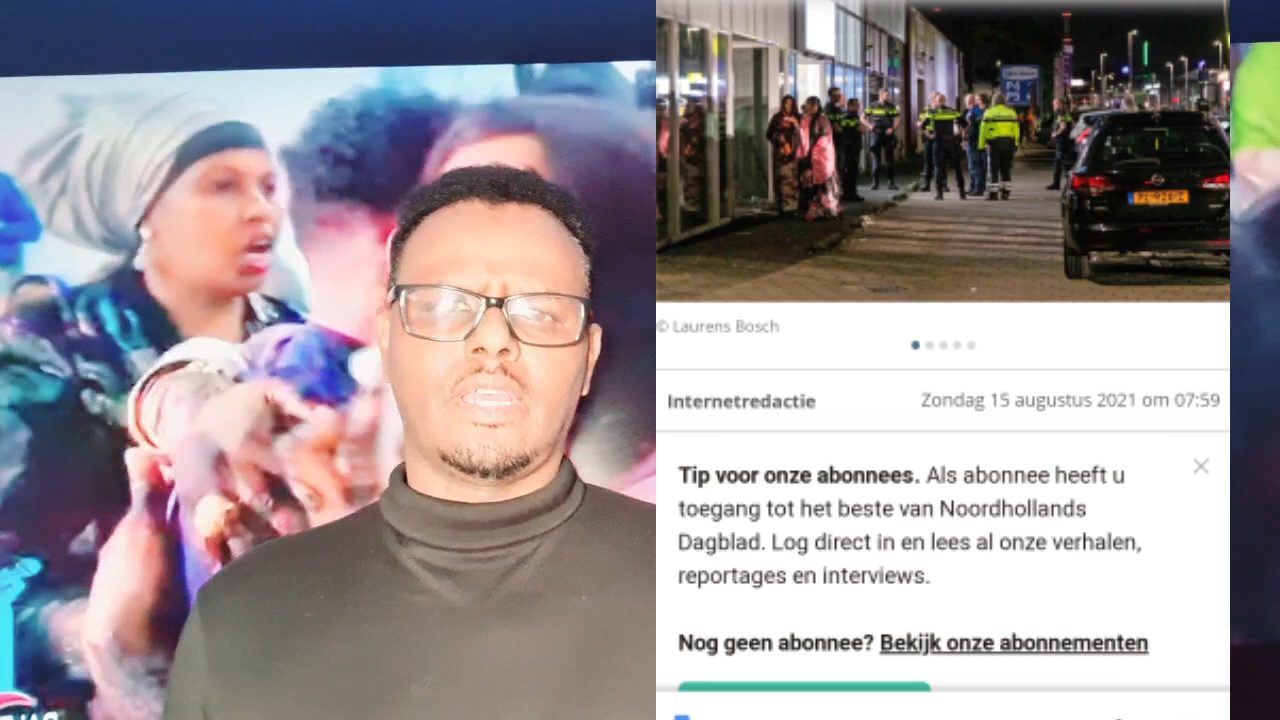 © Laurens Bosch
Internetredactie
Zondag 15 augustus 2021 om 07:59
Tip voor onze abonnees. Als abonnee heeft u
toegang tot het beste van Noordhollands
Dagblad. Log direct in en lees al onze verhalen,
reportages en interviews.
Nog geen abonnee? Bekijk onze abonnementen